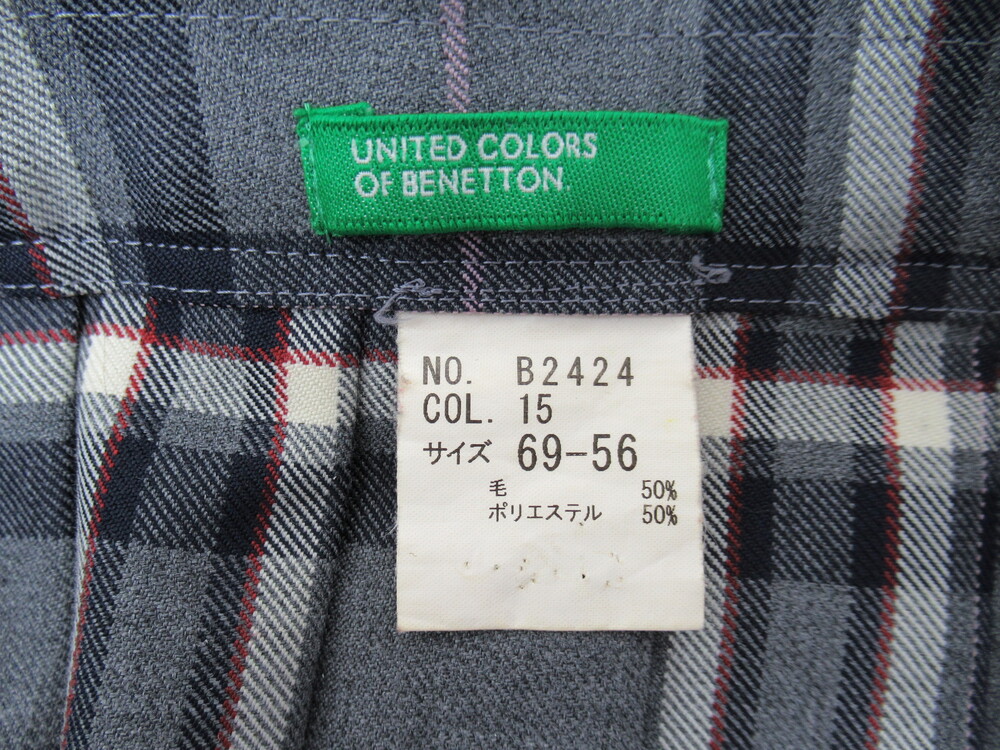 UNITED COLORS
OF BENETTON.
NO. B2424
COL. 15
サイズ 69-56
毛 50%
ポリエステル 50%